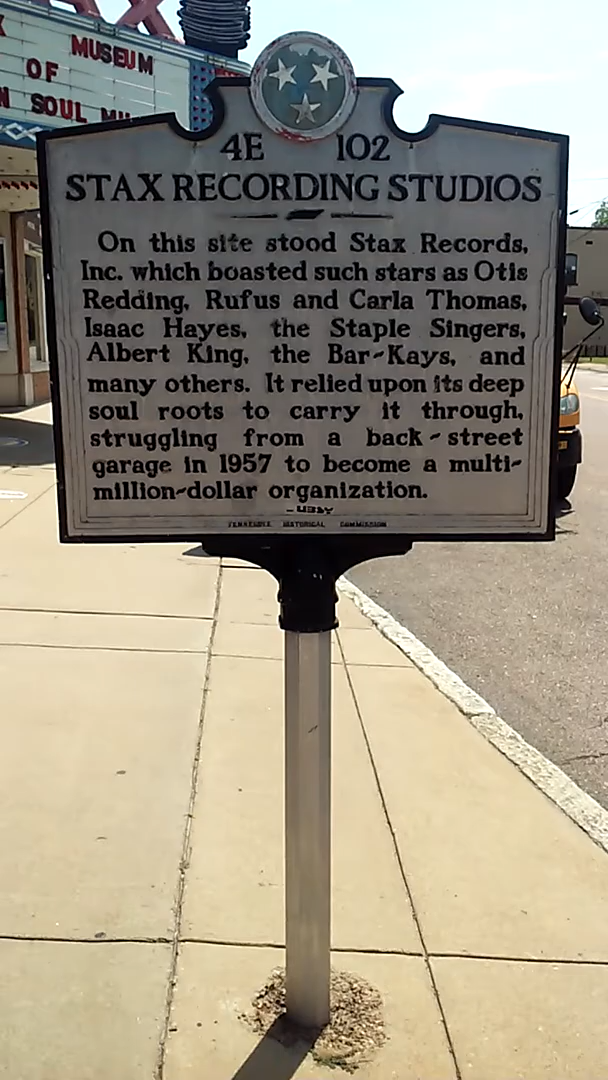 MUSEUM
OF
SOUL
4E 102
STAX RECORDING STUDIOS
On this site stood Stax Records,
Inc. which boasted such stars as Otis
Redding, Rufus and Carla Thomas,
Isaac Hayes, the Staple Singers,
Albert King, the Bar-Kays, and
many others. It relied upon its deep
soul roots to carry it through,
struggling from a back-street
garage in 1957 to become a multi-
million-dollar organization.
TENNESSEE HISTORICAL COMMISSION